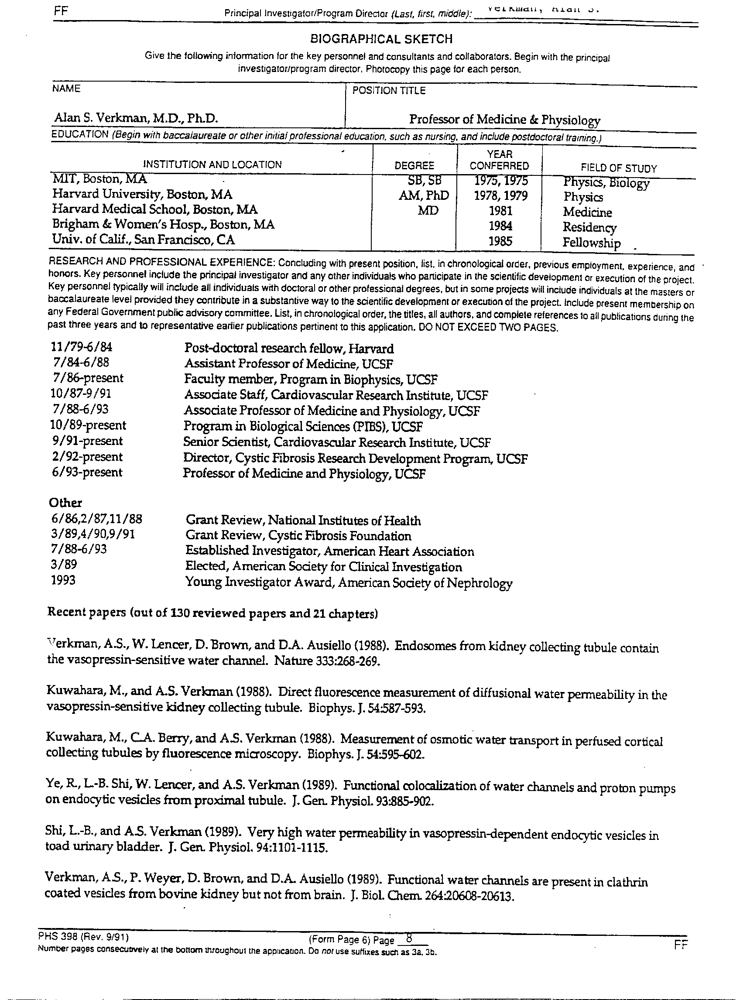 FF
Principal Investigator/Program Director (Last, first, middle): Verkman, Alan S.
BIOGRAPHICAL SKETCH
Give the following information for the key personnel and consultants and collaborators. Begin with the principal
investigator/program director. Photocopy this page for each person.
NAME POSITION TITLE
Alan S. Verkman, M.D., Ph.D. Professor of Medicine & Physiology
EDUCATION (Begin with baccalaureate or other initial professional education, such as nursing, and include postdoctoral training.)
INSTITUTION AND LOCATION DEGREE YEAR CONFERRED FIELD OF STUDY
MIT, Boston, MA SB, SB 1975, 1975 Physics, Biology
Harvard University, Boston, MA AM, PhD 1978, 1979 Physics
Harvard Medical School, Boston, MA MD 1981 Medicine
Brigham & Women's Hosp., Boston, MA 1984 Residency
Univ. of Calif., San Francisco, CA 1985 Fellowship
RESEARCH AND PROFESSIONAL EXPERIENCE: Concluding with present position, list, in chronological order, previous employment, experience, and
honors. Key personnel include the principal investigator and any other individuals who participate in the scientific development or execution of the project.
Key personnel typically will include all individuals with doctoral or other professional degrees, but in some projects will include individuals at the masters or
baccalaureate level provided they contribute in a substantive way to the scientific development or execution of the project. Include present membership on
any Federal Government public advisory committee. List, in chronological order, the titles, all authors, and complete references to all publications during the
past three years and to representative earlier publications pertinent to this application. DO NOT EXCEED TWO PAGES.
11/79-6/84 Post-doctoral research fellow, Harvard
7/84-6/88 Assistant Professor of Medicine, UCSF
7/86-present Faculty member, Program in Biophysics, UCSF
10/87-9/91 Associate Staff, Cardiovascular Research Institute, UCSF
7/88-6/93 Associate Professor of Medicine and Physiology, UCSF
10/89-present Program in Biological Sciences (PIBS), UCSF
9/91-present Senior Scientist, Cardiovascular Research Institute, UCSF
2/92-present Director, Cystic Fibrosis Research Development Program, UCSF
6/93-present Professor of Medicine and Physiology, UCSF
Other
6/86,2/87,11/88 Grant Review, National Institutes of Health
3/89,4/90,9/91 Grant Review, Cystic Fibrosis Foundation
7/88-6/93 Established Investigator, American Heart Association
3/89 Elected, American Society for Clinical Investigation
1993 Young Investigator Award, American Society of Nephrology
Recent papers (out of 130 reviewed papers and 21 chapters)
Verkman, A.S., W. Lencer, D. Brown, and D.A. Ausiello (1988). Endosomes from kidney collecting tubule contain
the vasopressin-sensitive water channel. Nature 333:268-269.
Kuwahara, M., and A.S. Verkman (1988). Direct fluorescence measurement of diffusional water permeability in the
vasopressin-sensitive kidney collecting tubule. Biophys. J. 54:587-593.
Kuwahara, M., C.A. Berry, and A.S. Verkman (1988). Measurement of osmotic water transport in perfused cortical
collecting tubules by fluorescence microscopy. Biophys. J. 54:595-602.
Ye, R., L.-B. Shi, W. Lencer, and A.S. Verkman (1989). Functional colocalization of water channels and proton pumps
on endocytic vesicles from proximal tubule. J. Gen. Physiol. 93:885-902.
Shi, L.-B., and A.S. Verkman (1989). Very high water permeability in vasopressin-dependent endocytic vesicles in
toad urinary bladder. J. Gen. Physiol. 94:1101-1115.
Verkman, A.S., P. Weyer, D. Brown, and D.A. Ausiello (1989). Functional water channels are present in clathrin
coated vesicles from bovine kidney but not from brain. J. Biol. Chem. 264:20608-20613.
PHS 398 (Rev. 9/91) (Form Page 6) Page 8 FF
Number pages consecutively at the bottom throughout the application. Do not use suffixes such as 3a, 3b.